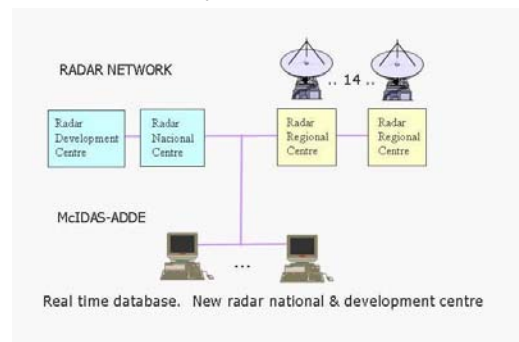 RADAR NETWORK
.. 14 ..
Radar
Development
Centre
Radar
Nacional
Centre
Radar
Regional
Centre
Radar
Regional
Centre
McIDAS-ADDE
...
Real time database. New radar national & development centre